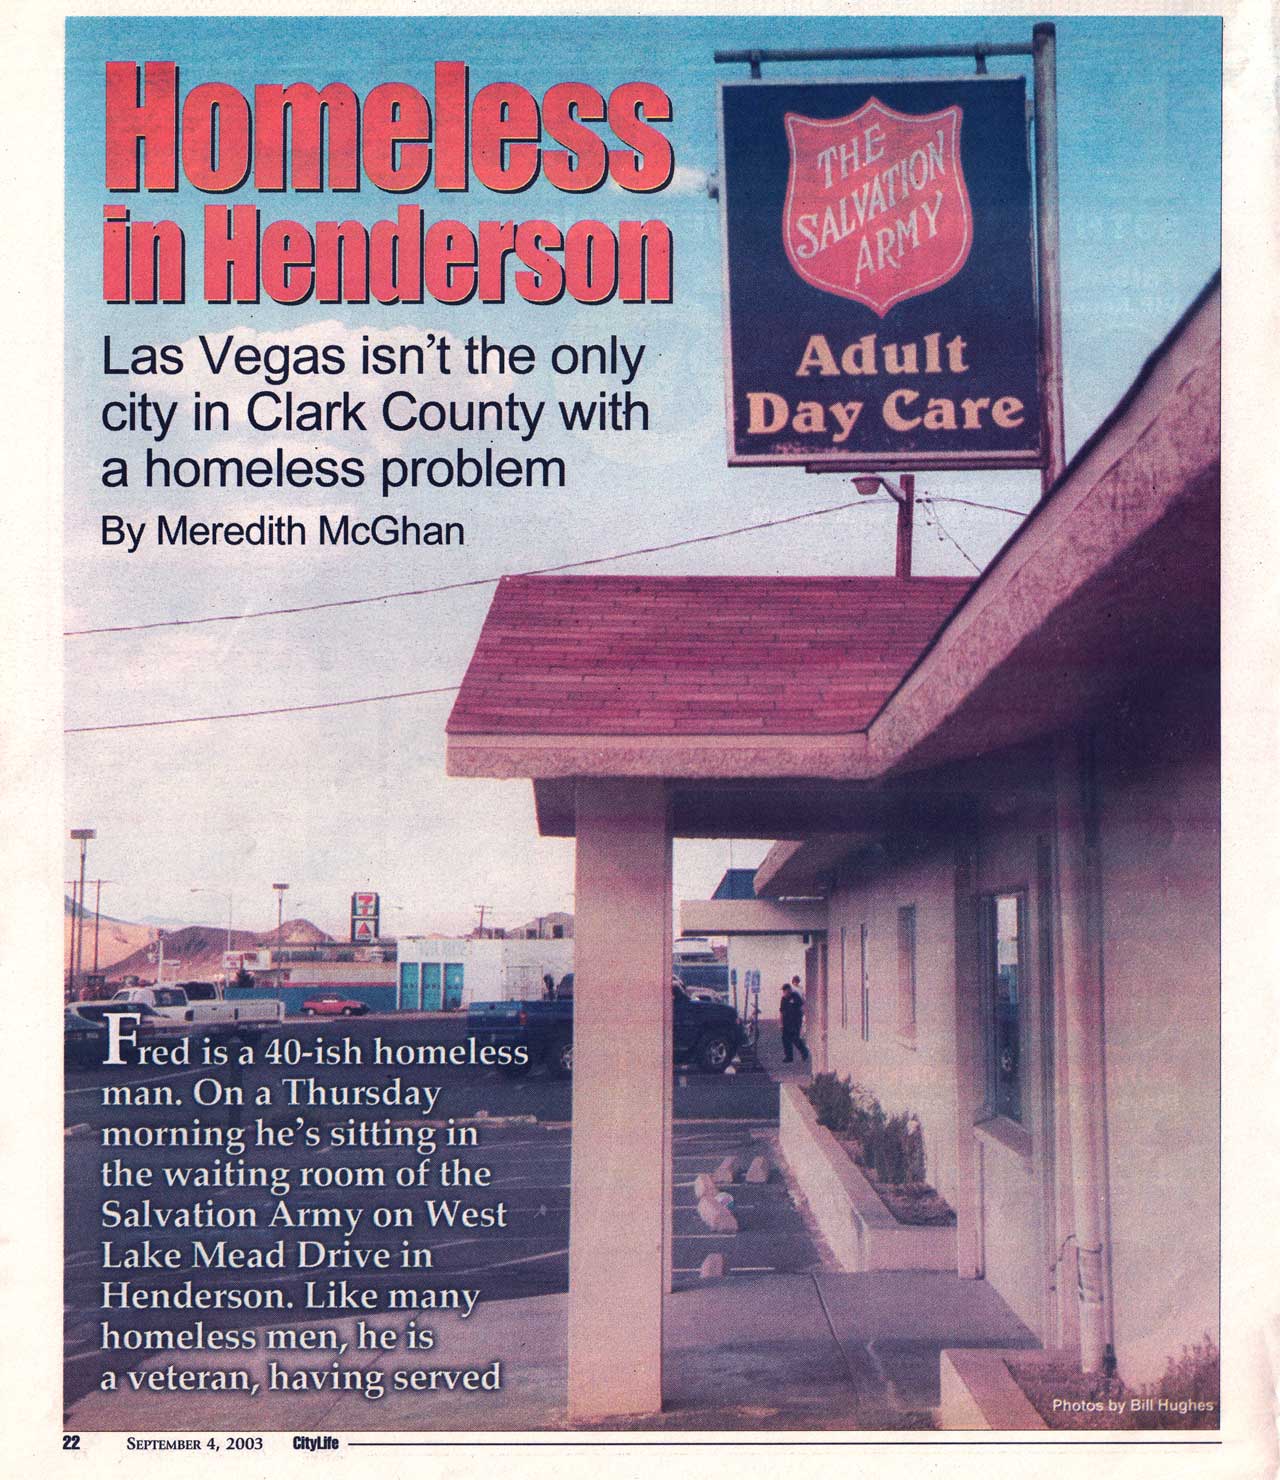 Homeless
in Henderson
Las Vegas isn't the only
city in Clark County with
a homeless problem
By Meredith McGhan
THE
SALVATION
ARMY
Adult
Day Care
7
Fred is a 40-ish homeless
man. On a Thursday
morning he's sitting in
the waiting room of the
Salvation Army on West
Lake Mead Drive in
Henderson. Like many
homeless men, he is
a veteran, having served
Photos by Bill Hughes
22 SEPTEMBER 4, 2003 CityLife